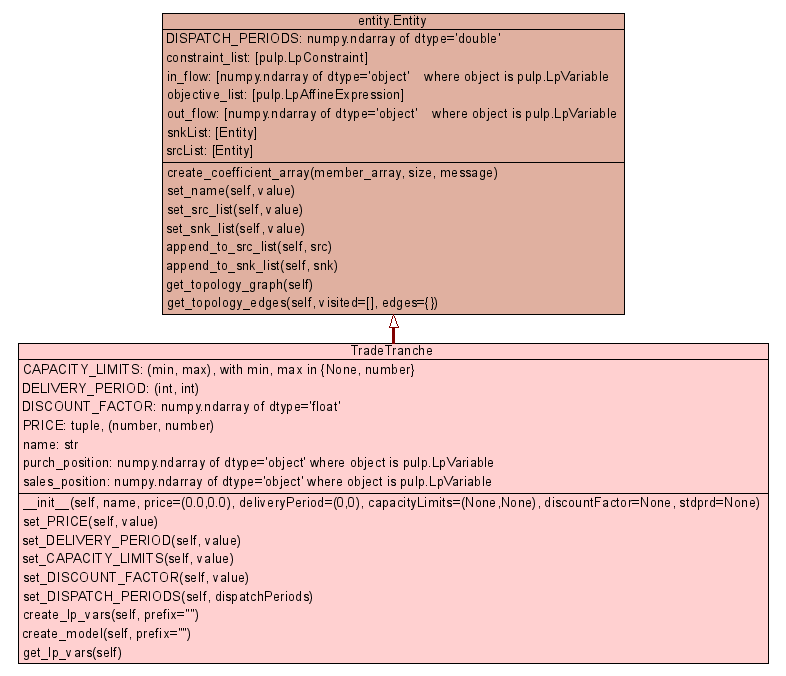 entity.Entity
DISPATCH_PERIODS: numpy.ndarray of dtype='double'
constraint_list: [pulp.LpConstraint]
in_flow: [numpy.ndarray of dtype='object' where object is pulp.LpVariable
objective_list: [pulp.LpAffineExpression]
out_flow: [numpy.ndarray of dtype='object' where object is pulp.LpVariable
snkList: [Entity]
srcList: [Entity]
create_coefficient_array(member_array, size, message)
set_name(self, value)
set_src_list(self, value)
set_snk_list(self, value)
append_to_src_list(self, src)
append_to_snk_list(self, snk)
get_topology_graph(self)
get_topology_edges(self, visited=[], edges={})
TradeTranche
CAPACITY_LIMITS: (min, max), with min, max in {None, number}
DELIVERY_PERIOD: (int, int)
DISCOUNT_FACTOR: numpy.ndarray of dtype='float'
PRICE: tuple, (number, number)
name: str
purch_position: numpy.ndarray of dtype='object' where object is pulp.LpVariable
sales_position: numpy.ndarray of dtype='object' where object is pulp.LpVariable
__init__(self, name, price=(0.0,0.0), deliveryPeriod=(0,0), capacityLimits=(None,None), discountFactor=None, stdprd=None)
set_PRICE(self, value)
set_DELIVERY_PERIOD(self, value)
set_CAPACITY_LIMITS(self, value)
set_DISCOUNT_FACTOR(self, value)
set_DISPATCH_PERIODS(self, dispatchPeriods)
create_lp_vars(self, prefix="")
create_model(self, prefix="")
get_lp_vars(self)